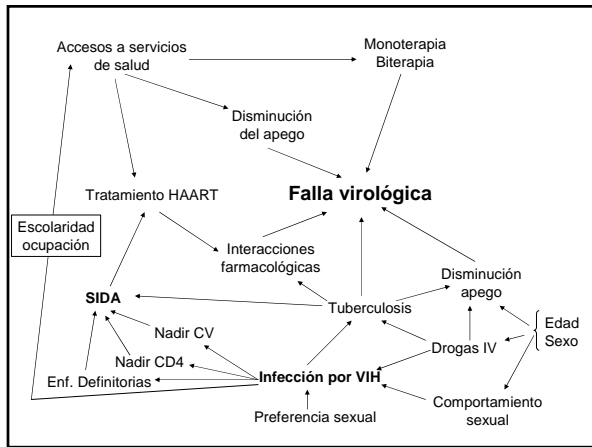 Accesos a servicios
de salud
Monoterapia
Biterapia
Disminución
del apego
Tratamiento HAART
Falla virológica
Escolaridad
ocupación
Interacciones
farmacológicas
Disminución
apego
SIDA
Tuberculosis
Edad
Sexo
Nadir CV
Drogas IV
Nadir CD4
Enf. Definitorias
Infección por VIH
Comportamiento
sexual
Preferencia sexual